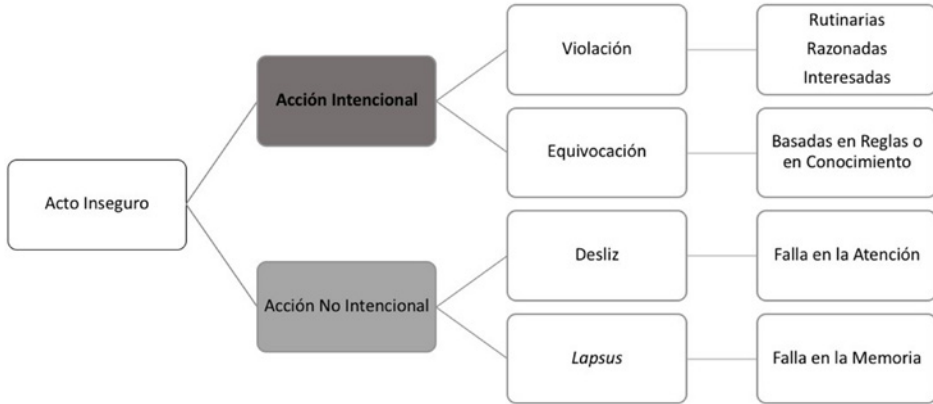 Acto Inseguro
Acción Intencional
Violación
Rutinarias
Razonadas
Interesadas
Equivocación
Basadas en Reglas o
en Conocimiento
Acción No Intencional
Desliz
Falla en la Atención
Lapsus
Falla en la Memoria